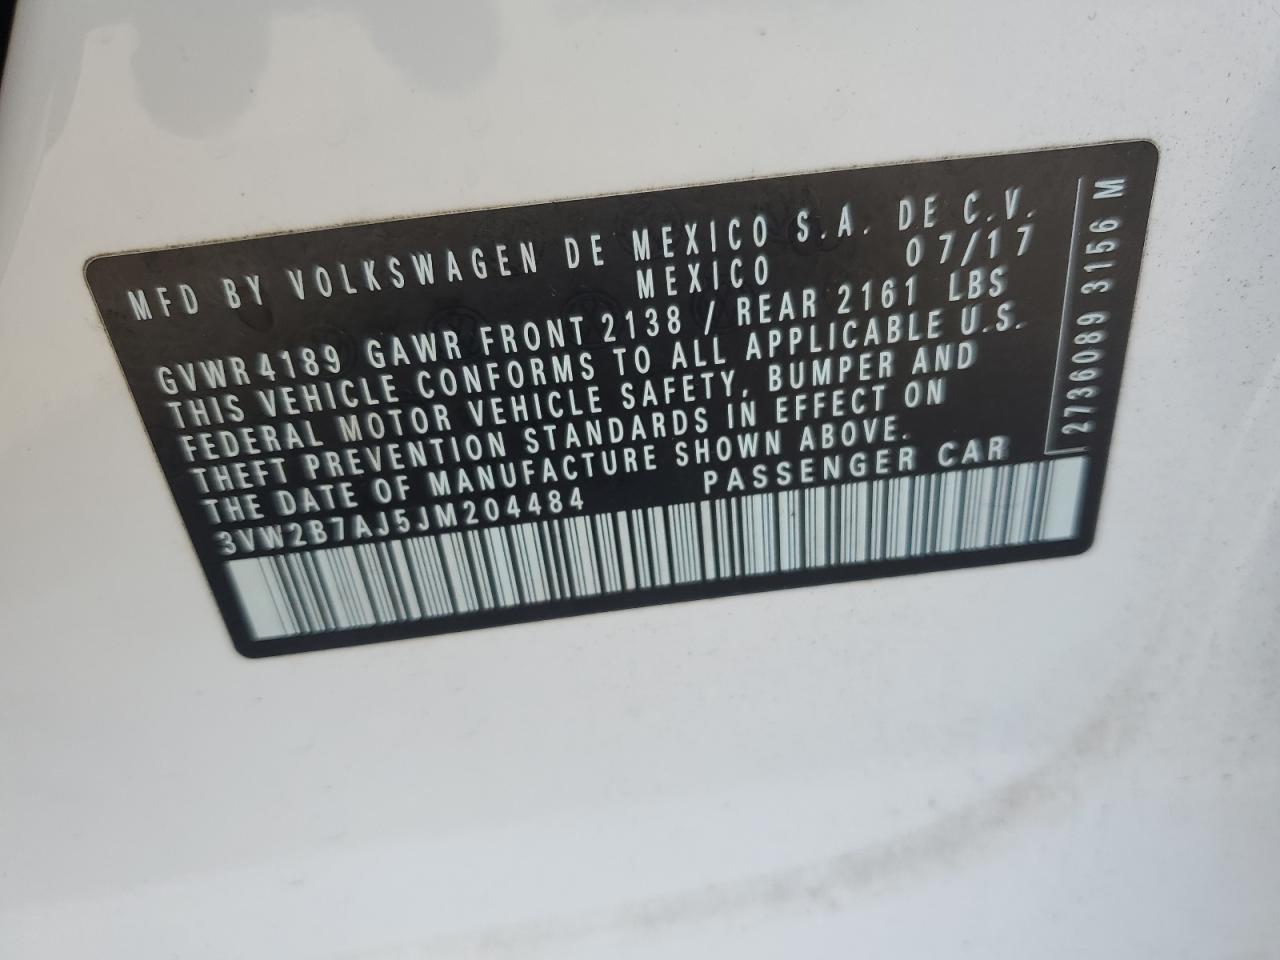 MFD BY VOLKSWAGEN DE MEXICO S.A. DE C.V.
MEXICO 07/17
GVWR 4189 GAWR FRONT 2138 / REAR 2161 LBS
THIS VEHICLE CONFORMS TO ALL APPLICABLE U.S.
FEDERAL MOTOR VEHICLE SAFETY, BUMPER AND
THEFT PREVENTION STANDARDS IN EFFECT ON
THE DATE OF MANUFACTURE SHOWN ABOVE.
3VW2B7AJ5JM204484 PASSENGER CAR
2736089 3156 M